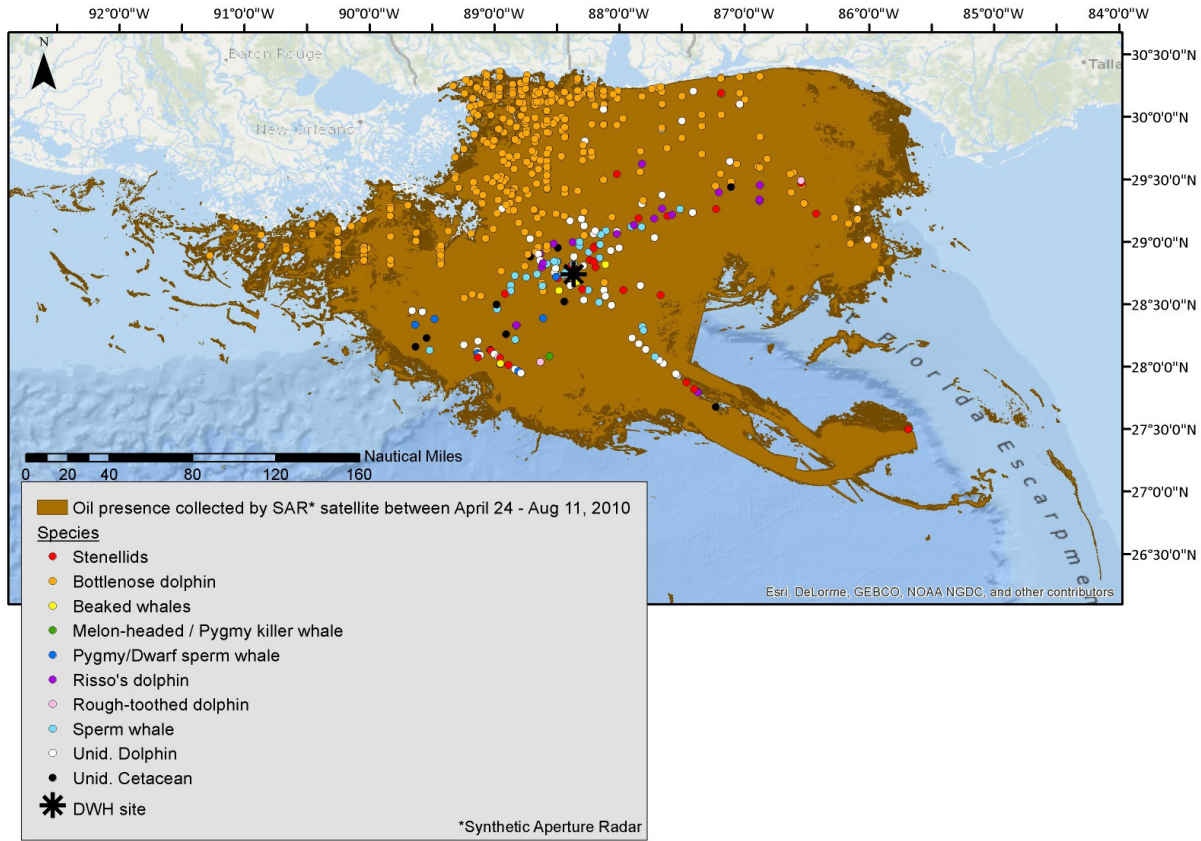 92°0'0"W 91°0'0"W 90°0'0"W 89°0'0"W 88°0'0"W 87°0'0"W 86°0'0"W 85°0'0"W 84°0'0"W
N
30°30'0"N
Baton Rouge
Talla
30°0'0"N
New Orleans
29°30'0"N
29°0'0"N
28°30'0"N
28°0'0"N
Florida Escarpmen
27°30'0"N
Nautical Miles
0 20 40 80 120 160
27°0'0"N
26°30'0"N
Oil presence collected by SAR* satellite between April 24 - Aug 11, 2010
Species
Stenellids
Bottlenose dolphin
Beaked whales
Melon-headed / Pygmy killer whale
Pygmy/Dwarf sperm whale
Risso's dolphin
Rough-toothed dolphin
Sperm whale
Unid. Dolphin
Unid. Cetacean
DWH site
*Synthetic Aperture Radar
Esri, DeLorme, GEBCO, NOAA NGDC, and other contributors